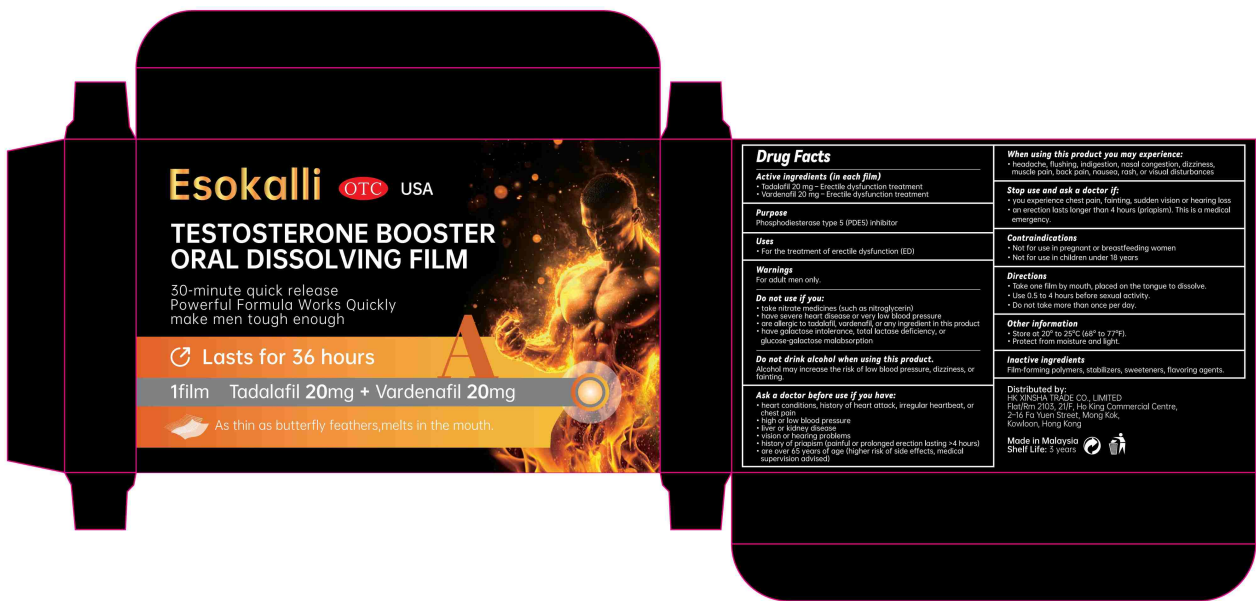 Esokalli OTC USA
TESTOSTERONE BOOSTER
ORAL DISSOLVING FILM
30-minute quick release
Powerful Formula Works Quickly
make men tough enough
A
Lasts for 36 hours
1film Tadalafil 20mg + Vardenafil 20mg
As thin as butterfly feathers,melts in the mouth.
Drug Facts
Active ingredients (in each film)
• Tadalafil 20 mg – Erectile dysfunction treatment
• Vardenafil 20 mg – Erectile dysfunction treatment
Purpose
Phosphodiesterase type 5 (PDE5) inhibitor
Uses
• For the treatment of erectile dysfunction (ED)
Warnings
For adult men only.
Do not use if you:
• take nitrate medicines (such as nitroglycerin)
• have severe heart disease or very low blood pressure
• are allergic to tadalafil, vardenafil, or any ingredient in this product
• have galactose intolerance, total lactase deficiency, or
glucose-galactose malabsorption
Do not drink alcohol when using this product.
Alcohol may increase the risk of low blood pressure, dizziness, or
fainting.
Ask a doctor before use if you have:
• heart conditions, history of heart attack, irregular heartbeat, or
chest pain
• high or low blood pressure
• liver or kidney disease
• vision or hearing problems
• history of priapism (painful or prolonged erection lasting >4 hours)
• are over 65 years of age (higher risk of side effects, medical
supervision advised)
When using this product you may experience:
• headache, flushing, indigestion, nasal congestion, dizziness,
muscle pain, back pain, nausea, rash, or visual disturbances
Stop use and ask a doctor if:
• you experience chest pain, fainting, sudden vision or hearing loss
• an erection lasts longer than 4 hours (priapism). This is a medical
emergency.
Contraindications
• Not for use in pregnant or breastfeeding women
• Not for use in children under 18 years
Directions
• Take one film by mouth, placed on the tongue to dissolve.
• Use 0.5 to 4 hours before sexual activity.
• Do not take more than once per day.
Other information
• Store at 20° to 25°C (68° to 77°F).
• Protect from moisture and light.
Inactive ingredients
Film-forming polymers, stabilizers, sweeteners, flavoring agents.
Distributed by:
HK XINSHA TRADE CO., LIMITED
Flat/Rm 2103, 21/F, Ho King Commercial Centre,
2-16 Fa Yuen Street, Mong Kok,
Kowloon, Hong Kong
Made in Malaysia
Shelf Life: 3 years